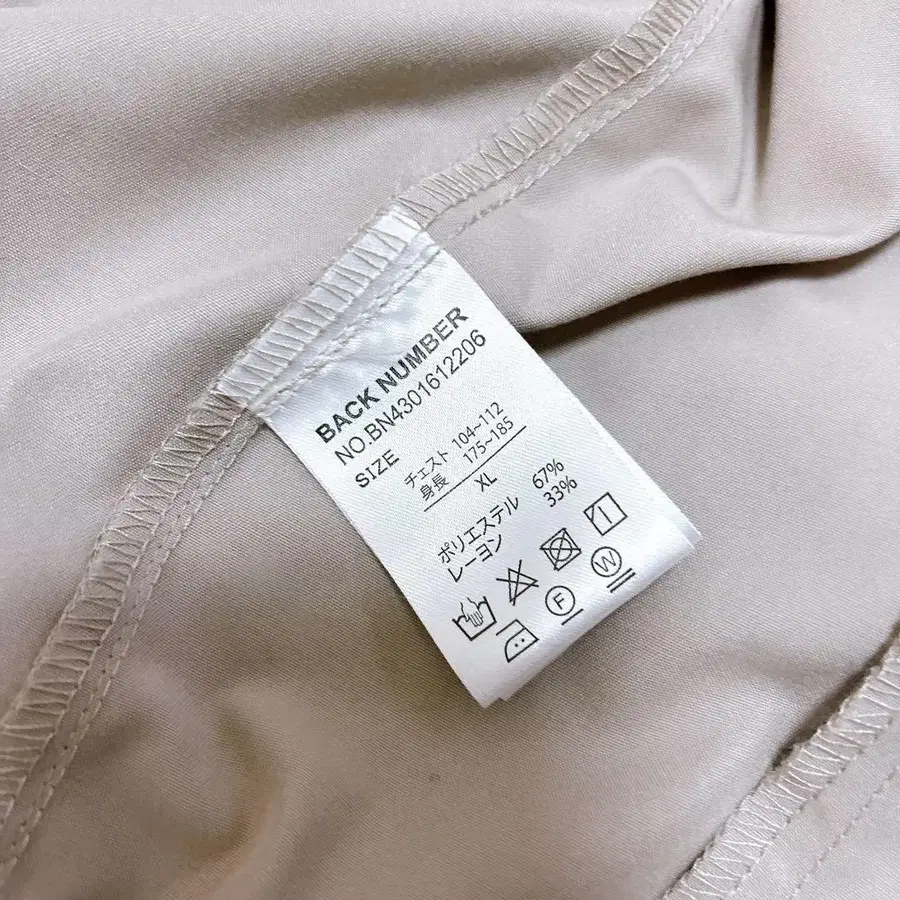 BACK NUMBER
NO.BN4301612206
SIZE
チェスト 104~112
身長 175~185
XL
ポリエステル 67%
レーヨン 33%
F
W